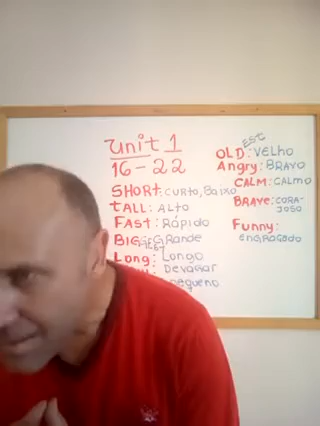 unit 1
16-22
SHORT: CURTO, BAIXO
TALL: ALTO
FAST: RÁPIDO
BIG: GRANDE
Long: Longo
DEVAGAR
pequeno
EST
OLD: VELHO
Angry: BRAVO
CALM: CALMO
BRAVE: CORA-
JOSO
Funny:
ENGRAÇADO